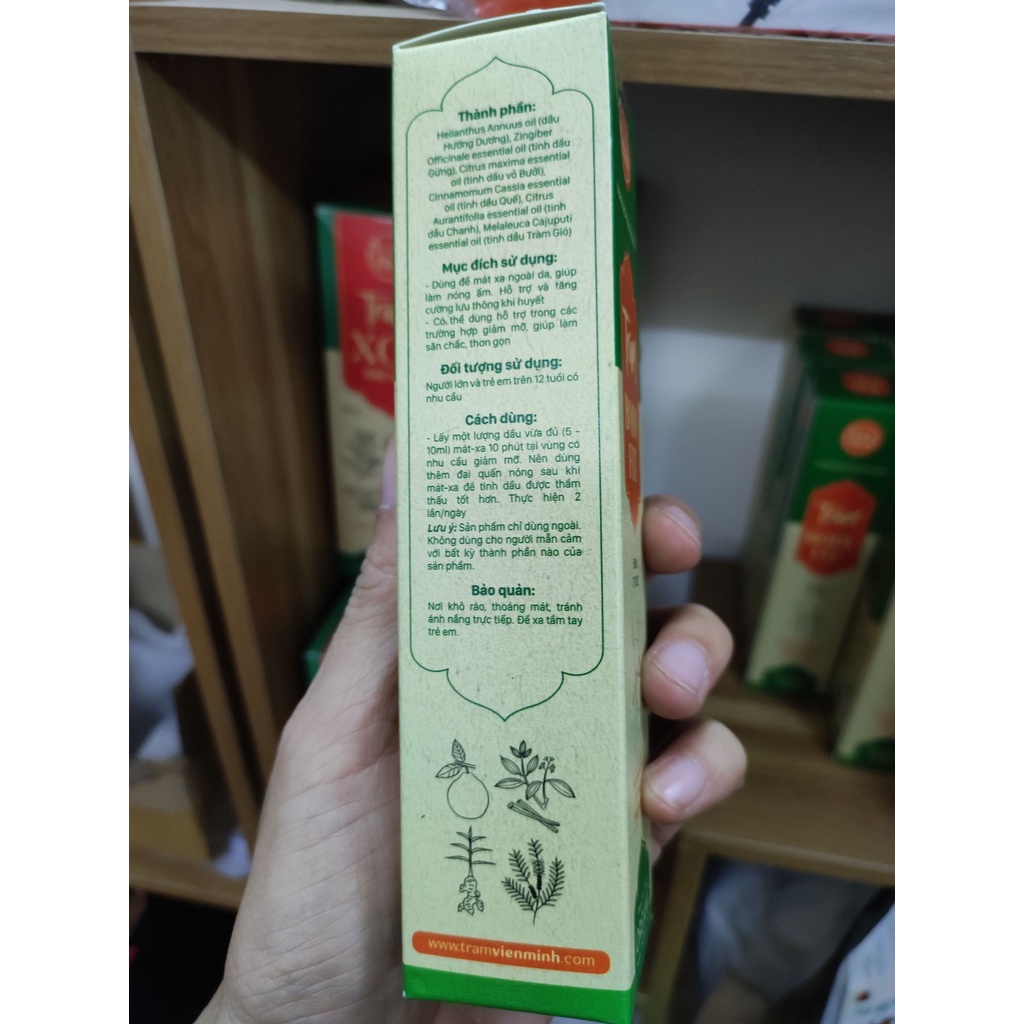 Thành phần:
Helianthus Annuus oil (dầu
Hướng Dương), Zingiber
Officinale essential oil (tinh dầu
Gừng), Citrus maxima essential
oil (tinh dầu vỏ Bưởi),
Cinnamomum Cassia essential
oil (tinh dầu Quế), Citrus
Aurantifolia essential oil (tinh
dầu Chanh), Melaleuca Cajuputi
essential oil (tinh dầu Tràm Gió)
Mục đích sử dụng:
- Dùng để mát xa ngoài da, giúp
làm nóng ấm. Hỗ trợ và tăng
cường lưu thông khí huyết
- Có thể dùng hỗ trợ trong các
trường hợp giảm mỡ, giúp làm
săn chắc, thon gọn
Đối tượng sử dụng:
Người lớn và trẻ em trên 12 tuổi có
nhu cầu
Cách dùng:
- Lấy một lượng dầu vừa đủ (5 -
10ml) mát-xa 10 phút tại vùng có
nhu cầu giảm mỡ. Nên dùng
thêm đai quấn nóng sau khi
mát-xa để tinh dầu được thẩm
thấu tốt hơn. Thực hiện 2
lần/ngày
Lưu ý: Sản phẩm chỉ dùng ngoài.
Không dùng cho người mẫn cảm
với bất kỳ thành phần nào của
sản phẩm.
Bảo quản:
Nơi khô ráo, thoáng mát, tránh
ánh nắng trực tiếp. Để xa tầm tay
trẻ em.
www.tramvienminh.com